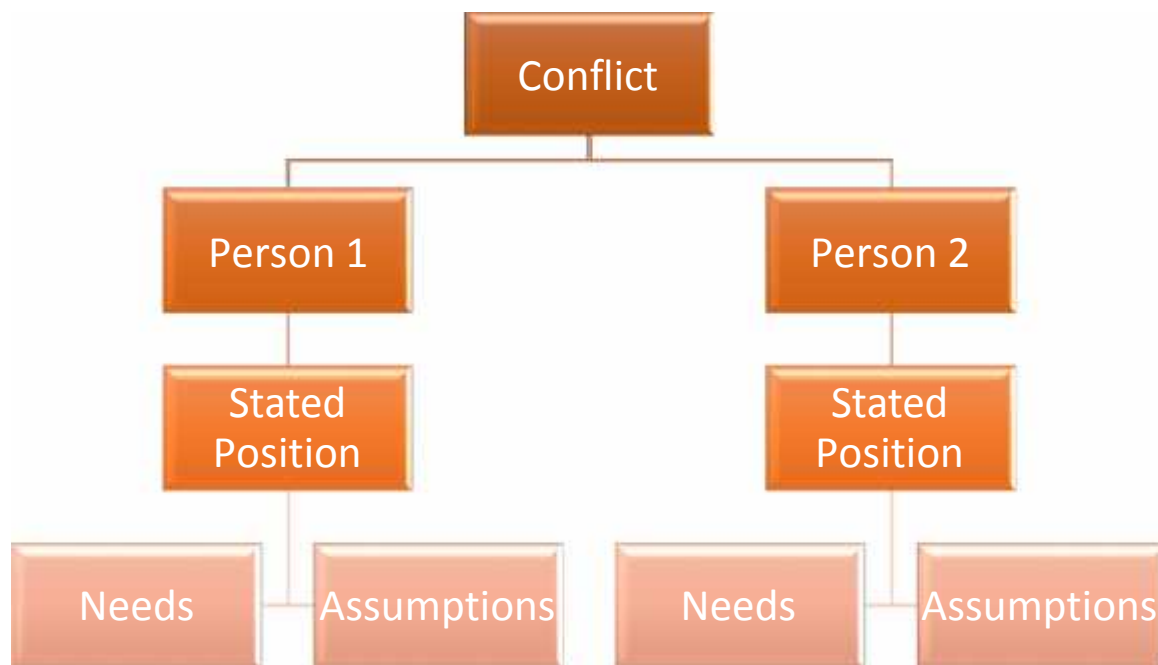 Conflict
Person 1
Person 2
Stated
Position
Stated
Position
Needs
Assumptions
Needs
Assumptions